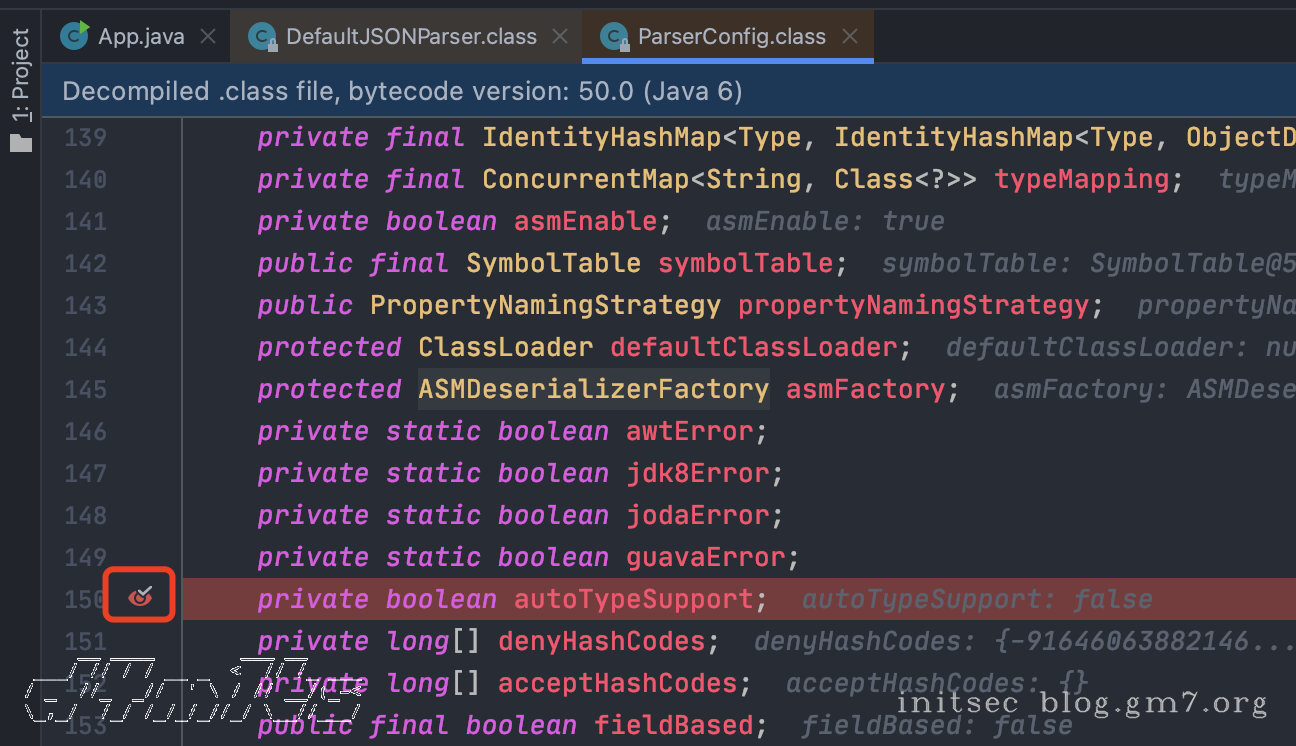 1: Project
App.java
DefaultJSONParser.class
ParserConfig.class
Decompiled .class file, bytecode version: 50.0 (Java 6)
139 private final IdentityHashMap<Type, IdentityHashMap<Type, ObjectD
140 private final ConcurrentMap<String, Class<?>> typeMapping; typeM
141 private boolean asmEnable; asmEnable: true
142 public final SymbolTable symbolTable; symbolTable: SymbolTable@5
143 public PropertyNamingStrategy propertyNamingStrategy; propertyNa
144 protected ClassLoader defaultClassLoader; defaultClassLoader: nu
145 protected ASMDeserializerFactory asmFactory; asmFactory: ASMDese
146 private static boolean awtError;
147 private static boolean jdk8Error;
148 private static boolean jodaError;
149 private static boolean guavaError;
150 private boolean autoTypeSupport; autoTypeSupport: false
151 private long[] denyHashCodes; denyHashCodes: {-91646063882146...
152 private long[] acceptHashCodes; acceptHashCodes: {}
153 public final boolean fieldBased; fieldBased: false
initsec blog.gm7.org